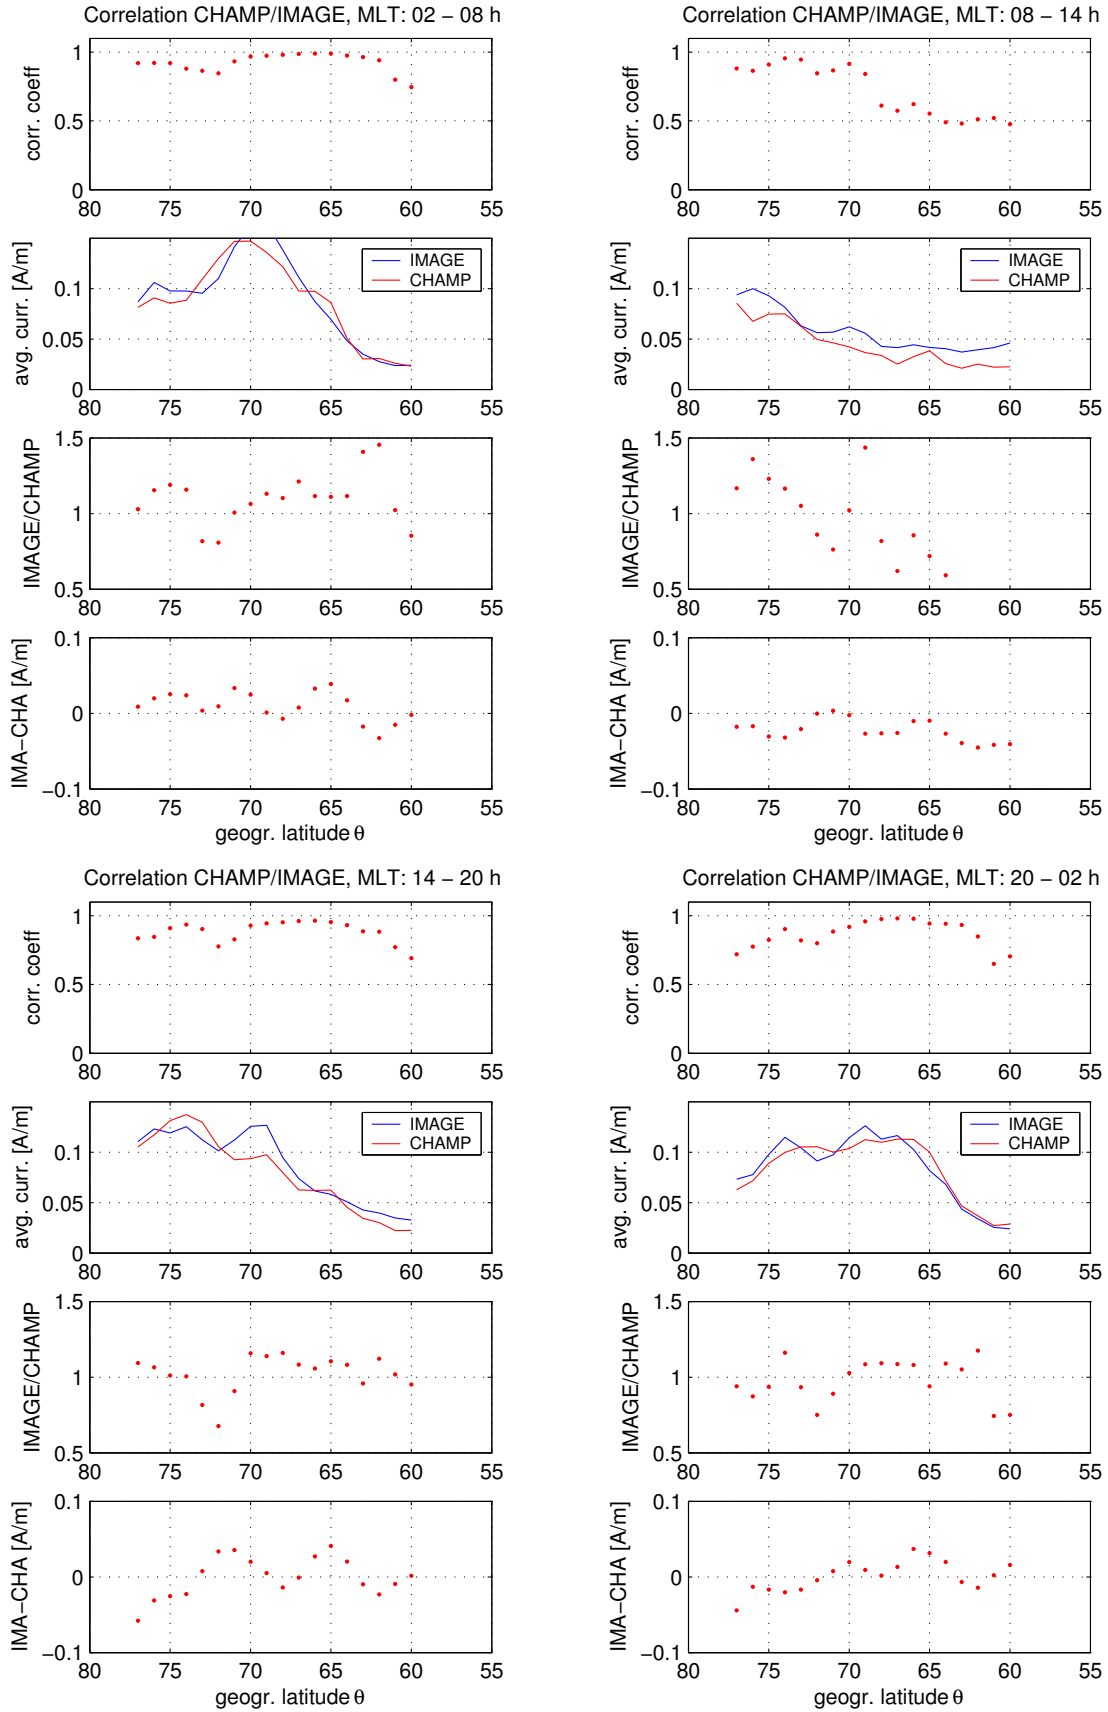 Correlation CHAMP/IMAGE, MLT: 02 − 08 h
corr. coeff
1
0.5
0
80 75 70 65 60 55
avg. curr. [A/m]
0.1
0.05
0
IMAGE
CHAMP
80 75 70 65 60 55
IMAGE/CHAMP
1.5
1
0.5
80 75 70 65 60 55
IMA−CHA [A/m]
0.1
0
−0.1
80 75 70 65 60 55
geogr. latitude θ
Correlation CHAMP/IMAGE, MLT: 08 − 14 h
corr. coeff
1
0.5
0
80 75 70 65 60 55
avg. curr. [A/m]
0.1
0.05
0
IMAGE
CHAMP
80 75 70 65 60 55
IMAGE/CHAMP
1.5
1
0.5
80 75 70 65 60 55
IMA−CHA [A/m]
0.1
0
−0.1
80 75 70 65 60 55
geogr. latitude θ
Correlation CHAMP/IMAGE, MLT: 14 − 20 h
corr. coeff
1
0.5
0
80 75 70 65 60 55
avg. curr. [A/m]
0.1
0.05
0
IMAGE
CHAMP
80 75 70 65 60 55
IMAGE/CHAMP
1.5
1
0.5
80 75 70 65 60 55
IMA−CHA [A/m]
0.1
0
−0.1
80 75 70 65 60 55
geogr. latitude θ
Correlation CHAMP/IMAGE, MLT: 20 − 02 h
corr. coeff
1
0.5
0
80 75 70 65 60 55
avg. curr. [A/m]
0.1
0.05
0
IMAGE
CHAMP
80 75 70 65 60 55
IMAGE/CHAMP
1.5
1
0.5
80 75 70 65 60 55
IMA−CHA [A/m]
0.1
0
−0.1
80 75 70 65 60 55
geogr. latitude θ